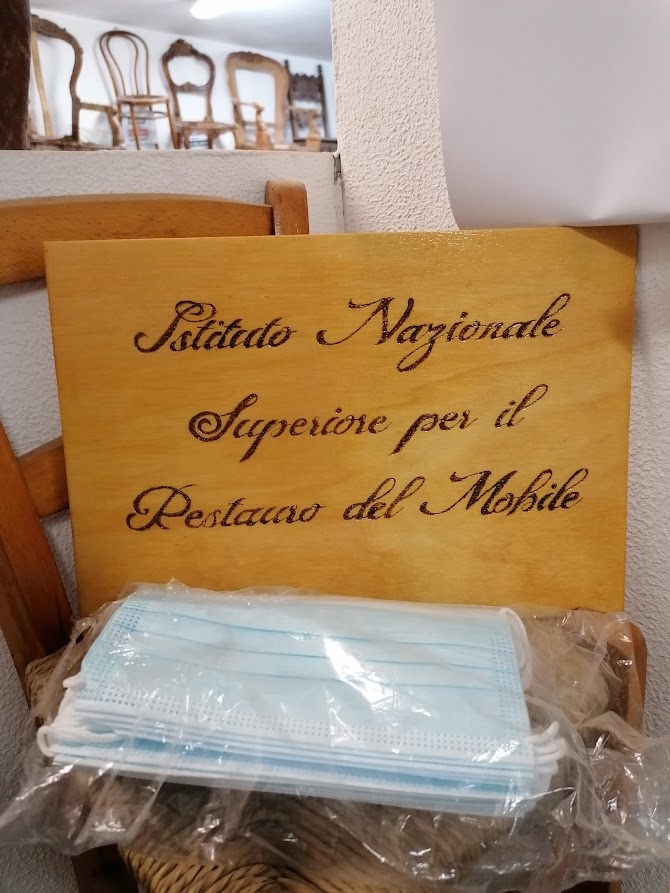 Istituto Nazionale
Superiore per il
Restauro del Mobile